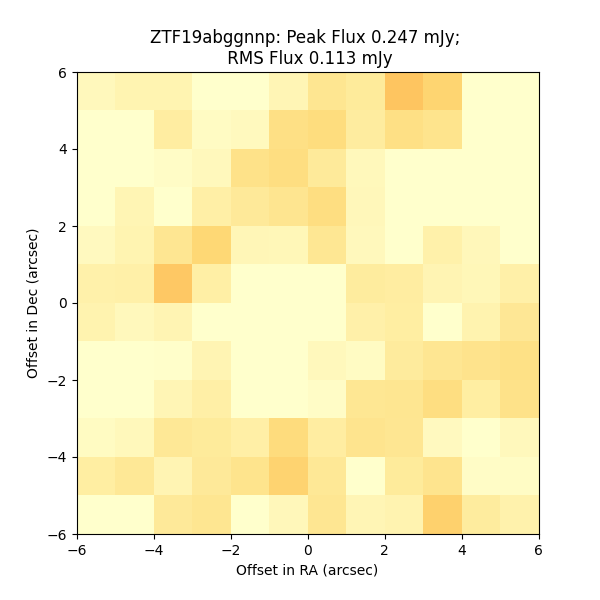 ZTF19abggnnp: Peak Flux 0.247 mJy;
RMS Flux 0.113 mJy
6
4
2
0
−2
−4
−6
Offset in Dec (arcsec)
−6 −4 −2 0 2 4 6
Offset in RA (arcsec)